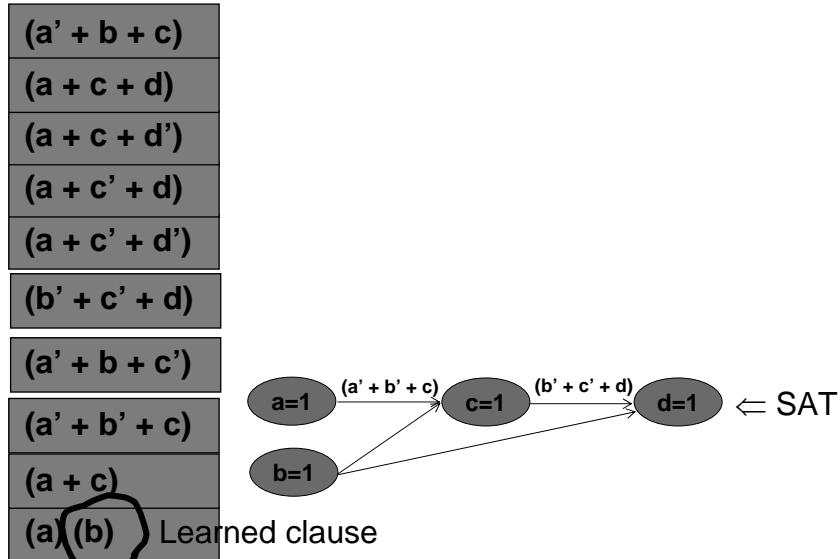 (a’ + b + c)
(a + c + d)
(a + c + d’)
(a + c’ + d)
(a + c’ + d’)
(b’ + c’ + d)
(a’ + b + c’)
(a’ + b’ + c)
(a + c)
(a) (b) Learned clause
(a’ + b’ + c) (b’ + c’ + d)
a=1 c=1 d=1 ⇐ SAT
b=1